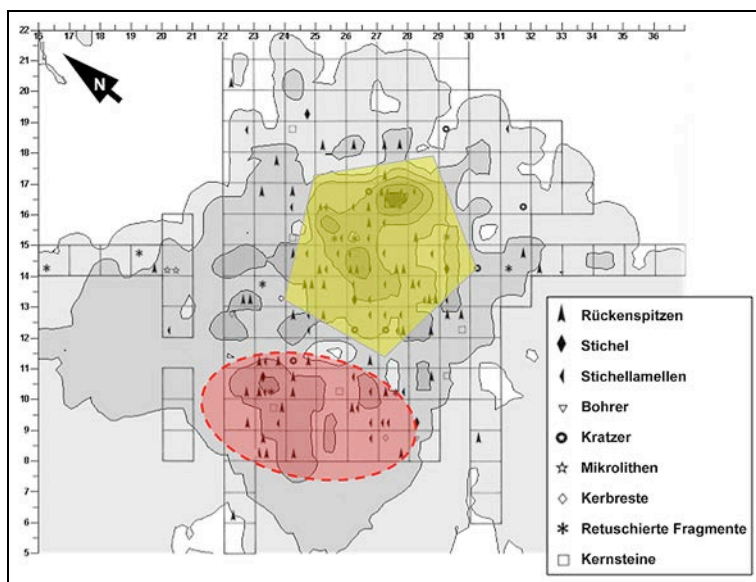 22
16 17 18 19 20 21 22 23 24 25 26 27 28 29 30 31 32 33 34 35 36
21
20
N
19
18
17
16
15
14
13
12
11
10
9
8
7
6
5
Rückenspitzen
Stichel
Stichellamellen
Bohrer
Kratzer
Mikrolithen
Kerbreste
Retuschierte Fragmente
Kernsteine